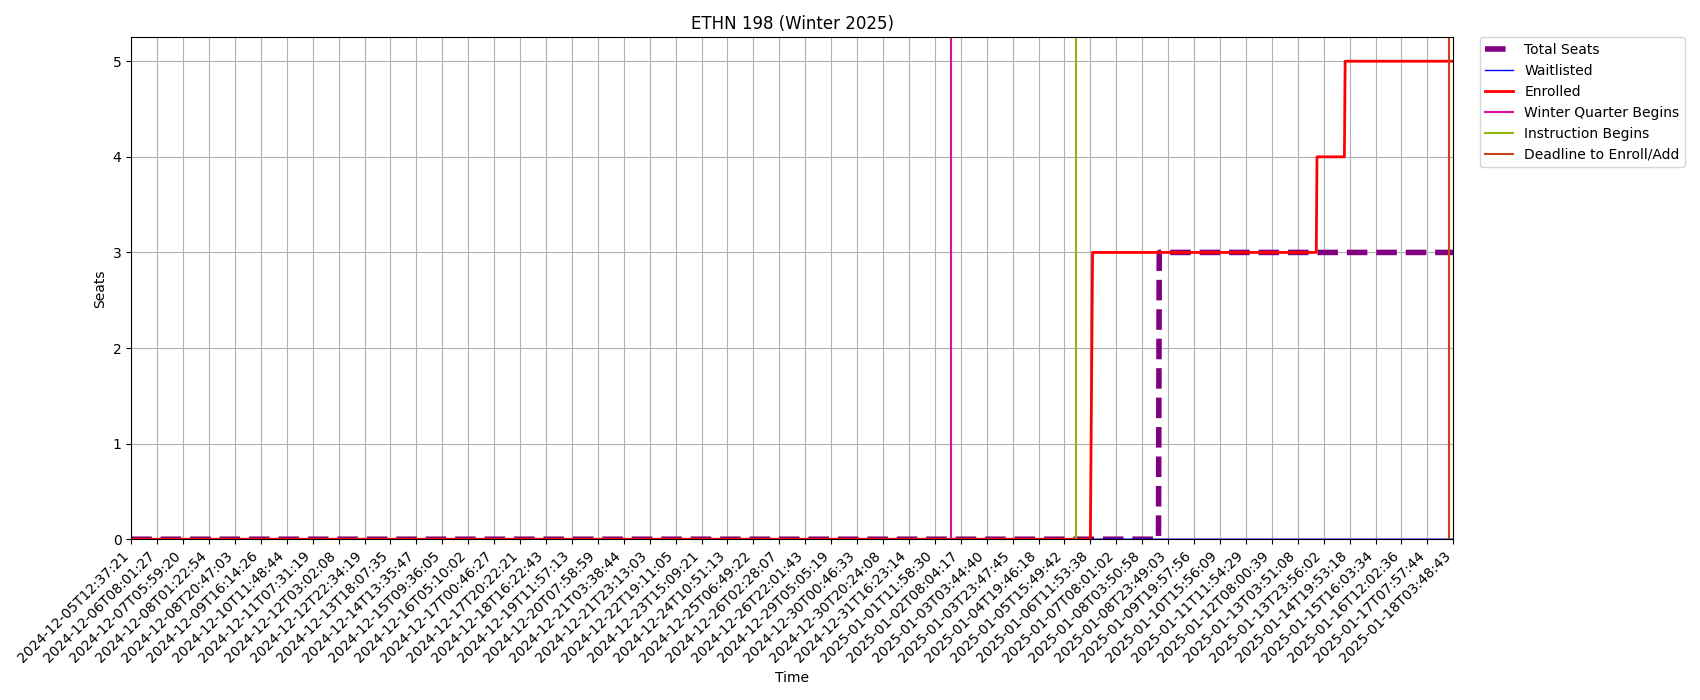 ETHN 198 (Winter 2025)
Total Seats
Waitlisted
Enrolled
Winter Quarter Begins
Instruction Begins
Deadline to Enroll/Add
5
4
3
2
1
0
Seats
2024-12-05T12:37:21
2024-12-06T08:01:27
2024-12-07T05:59:20
2024-12-08T01:22:54
2024-12-08T20:47:03
2024-12-09T16:14:26
2024-12-10T11:48:44
2024-12-11T07:31:19
2024-12-12T03:02:08
2024-12-12T22:34:19
2024-12-13T18:07:35
2024-12-14T13:35:47
2024-12-15T09:36:05
2024-12-16T05:10:02
2024-12-17T00:46:27
2024-12-17T20:22:21
2024-12-18T16:22:43
2024-12-19T11:57:13
2024-12-20T07:58:59
2024-12-21T03:38:44
2024-12-21T23:13:03
2024-12-22T19:11:05
2024-12-23T15:09:21
2024-12-24T10:51:13
2024-12-25T06:49:22
2024-12-26T02:28:07
2024-12-26T22:01:43
2024-12-29T05:05:19
2024-12-30T00:46:33
2024-12-30T20:24:08
2024-12-31T16:23:14
2025-01-01T11:58:30
2025-01-02T08:04:17
2025-01-03T03:44:40
2025-01-03T23:47:45
2025-01-04T19:46:18
2025-01-05T15:49:42
2025-01-06T11:53:38
2025-01-07T08:01:02
2025-01-08T03:50:58
2025-01-08T23:49:03
2025-01-09T19:57:56
2025-01-10T15:56:09
2025-01-11T11:54:29
2025-01-12T08:00:39
2025-01-13T03:51:08
2025-01-13T23:56:02
2025-01-14T19:53:18
2025-01-15T16:03:34
2025-01-16T12:02:36
2025-01-17T07:57:44
2025-01-18T03:48:43
Time